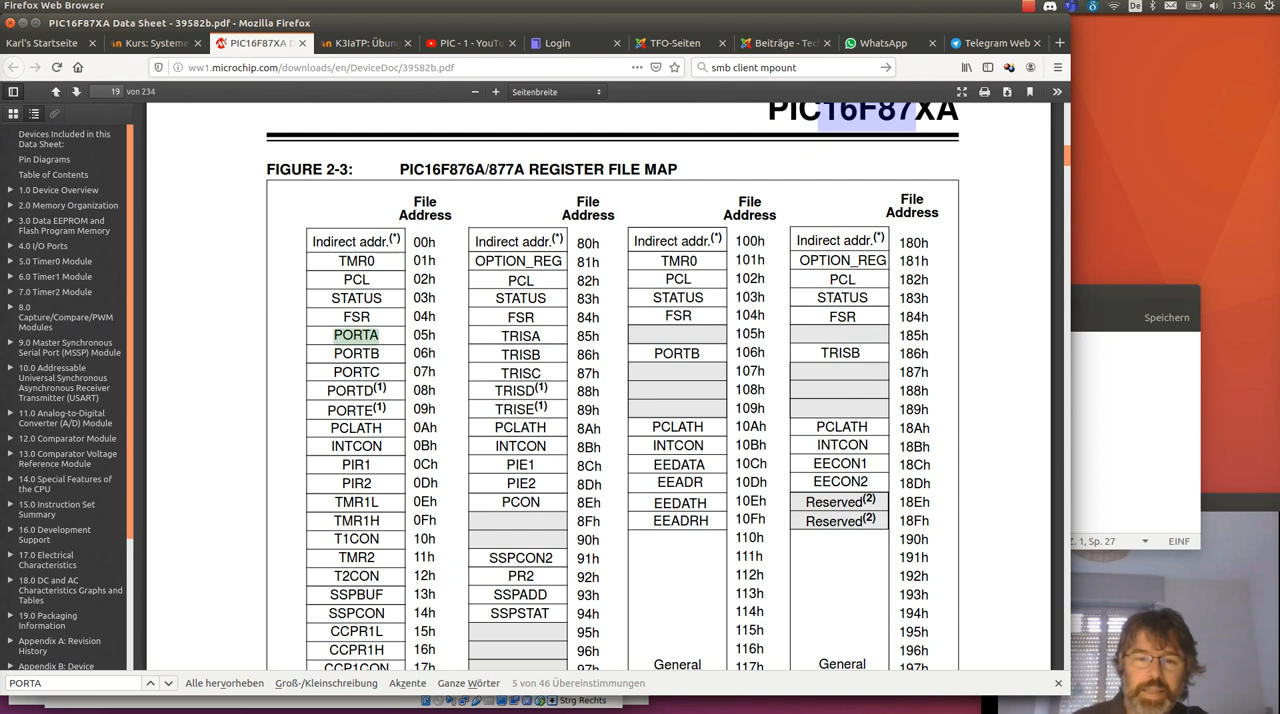 Firefox Web Browser
De
13:46
PIC16F87XA Data Sheet - 39582b.pdf - Mozilla Firefox
Karl's Startseite
Kurs: Systeme
PIC16F87XA D
K3IaTP: Übung
PIC - 1 - YouTu
Login
TFO-Seiten
Beiträge - Tech
WhatsApp
Telegram Web
ww1.microchip.com/downloads/en/DeviceDoc/39582b.pdf
smb client mpount
19 von 234
Seitenbreite
Devices Included in this
Data Sheet:
Pin Diagrams
Table of Contents
1.0 Device Overview
2.0 Memory Organization
3.0 Data EEPROM and
Flash Program Memory
4.0 I/O Ports
5.0 Timer0 Module
6.0 Timer1 Module
7.0 Timer2 Module
8.0
Capture/Compare/PWM
Modules
9.0 Master Synchronous
Serial Port (MSSP) Module
10.0 Addressable
Universal Synchronous
Asynchronous Receiver
Transmitter (USART)
11.0 Analog-to-Digital
Converter (A/D) Module
12.0 Comparator Module
13.0 Comparator Voltage
Reference Module
14.0 Special Features of
the CPU
15.0 Instruction Set
Summary
16.0 Development
Support
17.0 Electrical
Characteristics
18.0 DC and AC
Characteristics Graphs and
Tables
19.0 Packaging
Information
Appendix A: Revision
History
Appendix B: Device
PIC16F87XA
FIGURE 2-3: PIC16F876A/877A REGISTER FILE MAP
File Address File Address File Address File Address
Indirect addr.(*) 00h Indirect addr.(*) 80h Indirect addr.(*) 100h Indirect addr.(*) 180h
TMR0 01h OPTION_REG 81h TMR0 101h OPTION_REG 181h
PCL 02h PCL 82h PCL 102h PCL 182h
STATUS 03h STATUS 83h STATUS 103h STATUS 183h
FSR 04h FSR 84h FSR 104h FSR 184h
PORTA 05h TRISA 85h 105h 185h
PORTB 06h TRISB 86h PORTB 106h TRISB 186h
PORTC 07h TRISC 87h 107h 187h
PORTD(1) 08h TRISD(1) 88h 108h 188h
PORTE(1) 09h TRISE(1) 89h 109h 189h
PCLATH 0Ah PCLATH 8Ah PCLATH 10Ah PCLATH 18Ah
INTCON 0Bh INTCON 8Bh INTCON 10Bh INTCON 18Bh
PIR1 0Ch PIE1 8Ch EEDATA 10Ch EECON1 18Ch
PIR2 0Dh PIE2 8Dh EEADR 10Dh EECON2 18Dh
TMR1L 0Eh PCON 8Eh EEDATH 10Eh Reserved(2) 18Eh
TMR1H 0Fh 8Fh EEADRH 10Fh Reserved(2) 18Fh
T1CON 10h 90h 110h 190h
TMR2 11h SSPCON2 91h 111h 191h
T2CON 12h PR2 92h 112h 192h
SSPBUF 13h SSPADD 93h 113h 193h
SSPCON 14h SSPSTAT 94h 114h 194h
CCPR1L 15h 95h 115h 195h
CCPR1H 16h 96h 116h 196h
CCP1CON 17h 97h General 117h General 197h
Speichern
Z. 1, Sp. 27 EINF
PORTA
Alle hervorheben Groß-/Kleinschreibung Akzente Ganze Wörter 5 von 46 Übereinstimmungen
Strg Rechts